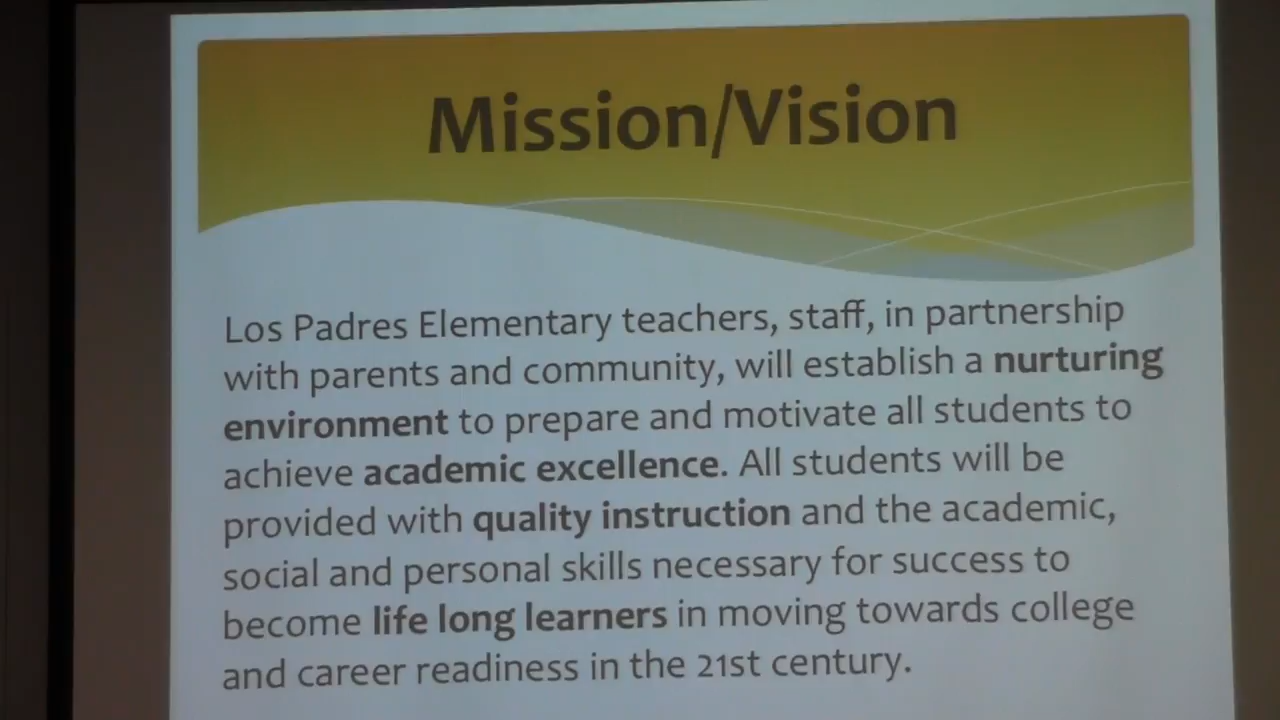 Mission/Vision
Los Padres Elementary teachers, staff, in partnership
with parents and community, will establish a nurturing
environment to prepare and motivate all students to
achieve academic excellence. All students will be
provided with quality instruction and the academic,
social and personal skills necessary for success to
become life long learners in moving towards college
and career readiness in the 21st century.